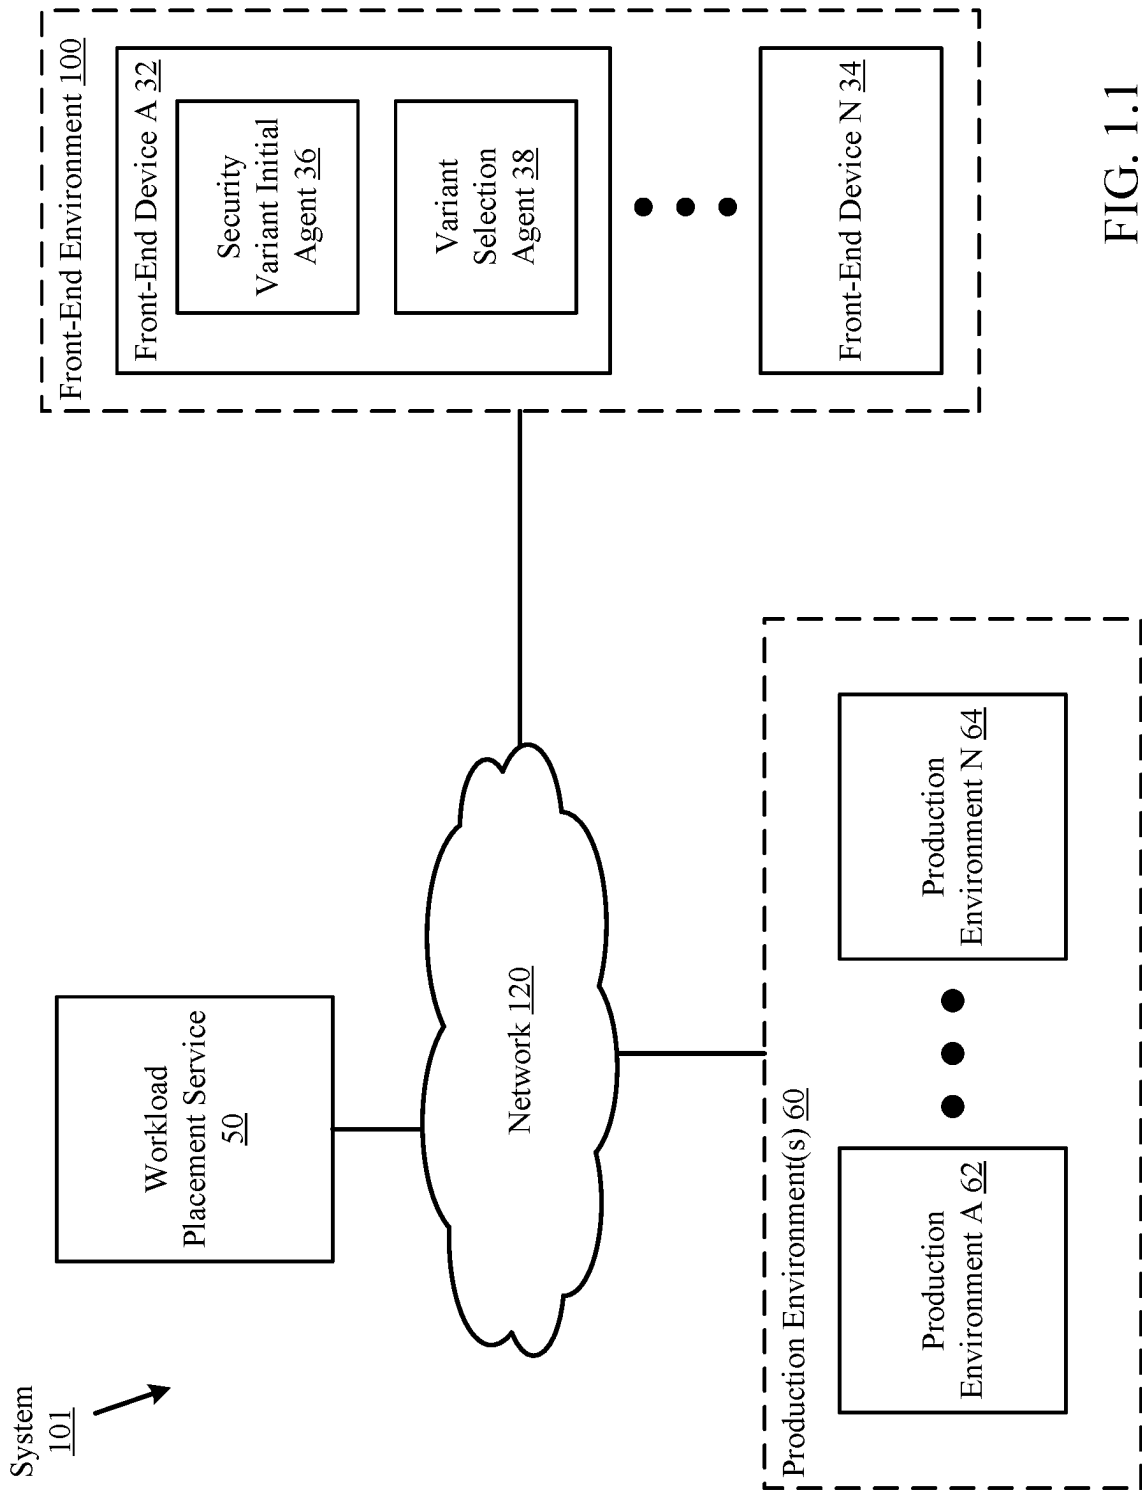 System
101
Workload
Placement Service
50
Front-End Environment 100
Front-End Device A 32
Security
Variant Initial
Agent 36
Variant
Selection
Agent 38
Front-End Device N 34
Network 120
Production Environment(s) 60
Production
Environment A 62
Production
Environment N 64
FIG. 1.1